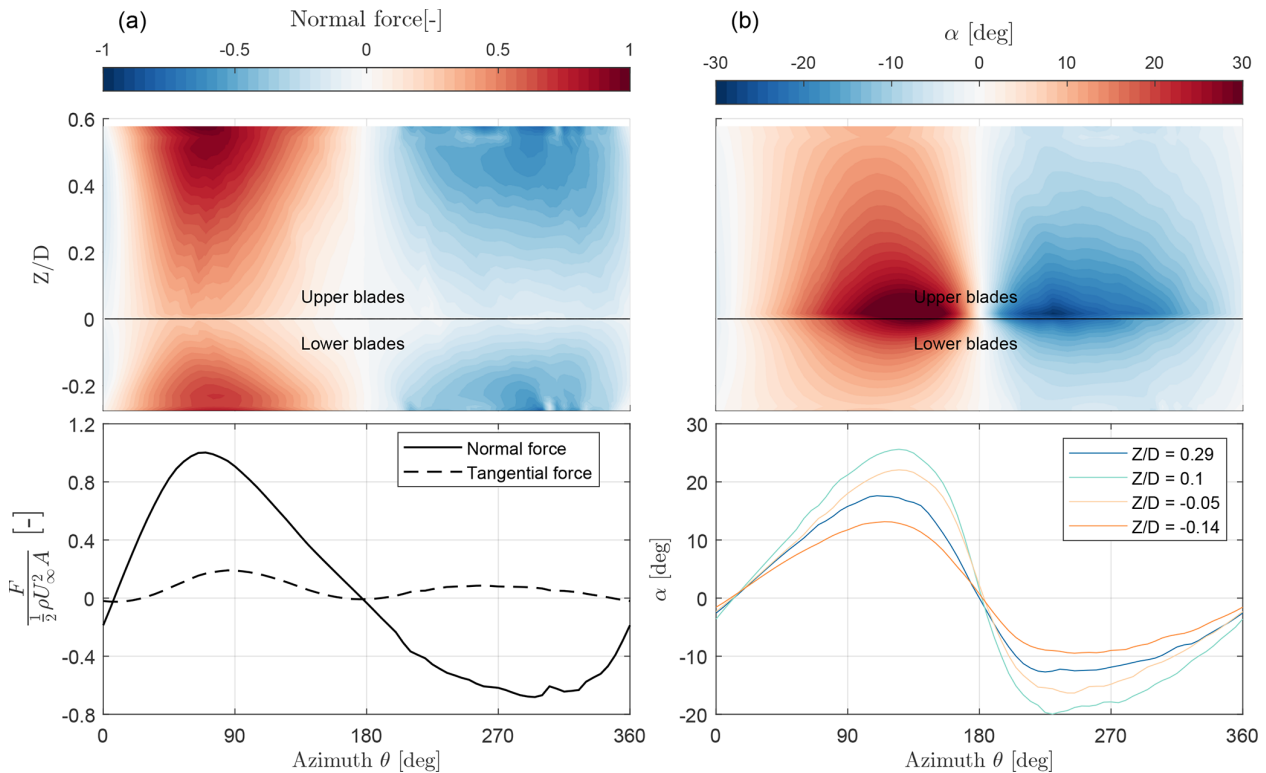 (a)
Normal force[-]
-1 -0.5 0 0.5 1
0.6
0.4
0.2
0
-0.2
Z/D
Upper blades
Lower blades
1.2
0.8
0.4
0
-0.4
-0.8
F / ½ρU²∞A [-]
Normal force
Tangential force
0 90 180 270 360
Azimuth θ [deg]
(b)
α [deg]
-30 -20 -10 0 10 20 30
Upper blades
Lower blades
30
20
10
0
-10
-20
α [deg]
Z/D = 0.29
Z/D = 0.1
Z/D = -0.05
Z/D = -0.14
0 90 180 270 360
Azimuth θ [deg]